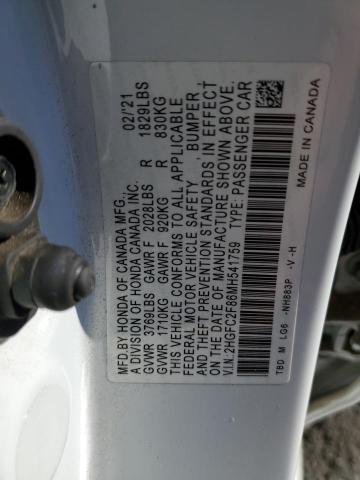 MFD. BY HONDA OF CANADA MFG. 02/'21
A DIVISION OF HONDA CANADA INC.
GVWR 3769LBS GAWR F 2028LBS R 1829LBS
GVWR 1710KG GAWR F 920KG R 830KG
THIS VEHICLE CONFORMS TO ALL APPLICABLE
FEDERAL MOTOR VEHICLE SAFETY, BUMPER,
AND THEFT PREVENTION STANDARDS IN EFFECT
ON THE DATE OF MANUFACTURE SHOWN ABOVE.
V.I.N: 2HGFC2F86MH541759 TYPE: PASSENGER CAR
TBD M LG6 -NH883P -V -H
MADE IN CANADA